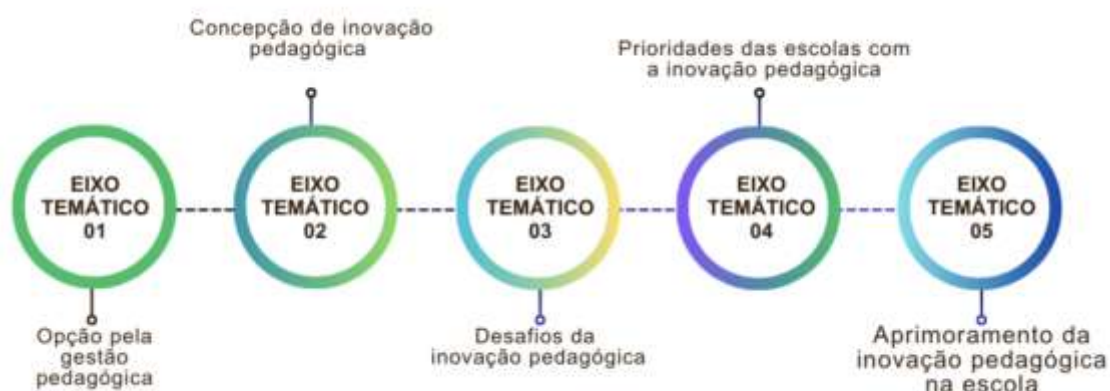 Concepção de inovação
pedagógica
Prioridades das escolas com
a inovação pedagógica
EIXO
TEMÁTICO
01
EIXO
TEMÁTICO
02
EIXO
TEMÁTICO
03
EIXO
TEMÁTICO
04
EIXO
TEMÁTICO
05
Opção pela
gestão
pedagógica
Desafios da
inovação pedagógica
Aprimoramento da
inovação pedagógica
na escola